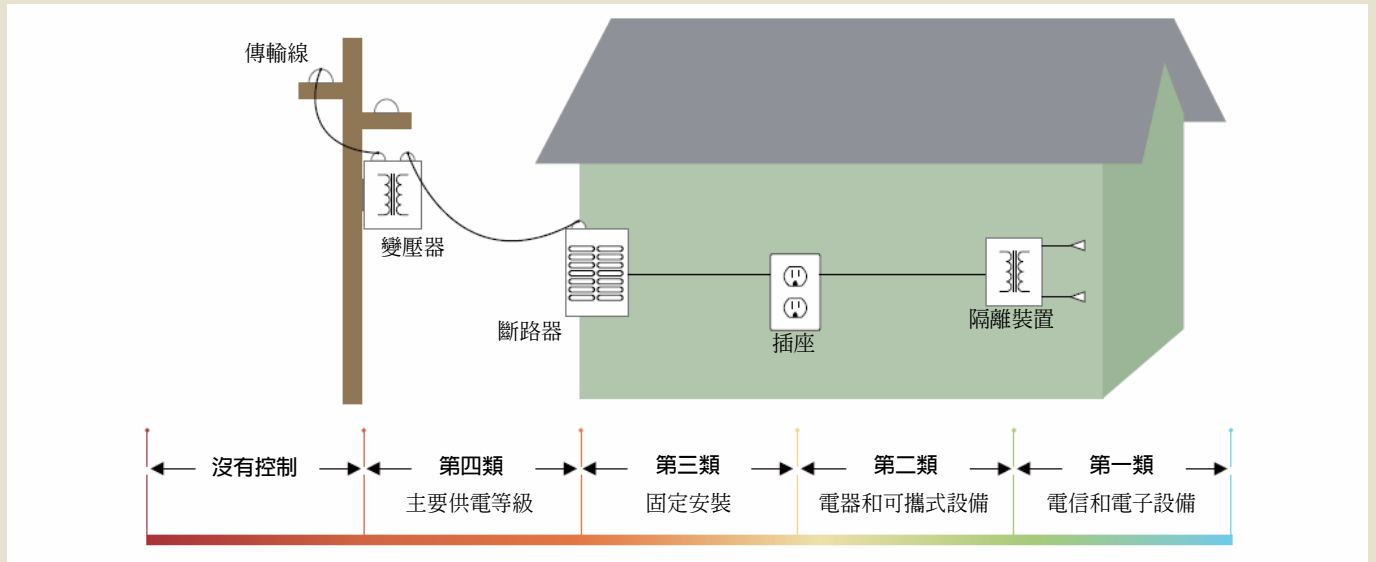 傳輸線
變壓器
斷路器
插座
隔離裝置
沒有控制
第四類
第三類
第二類
第一類
主要供電等級
固定安裝
電器和可攜式設備
電信和電子設備